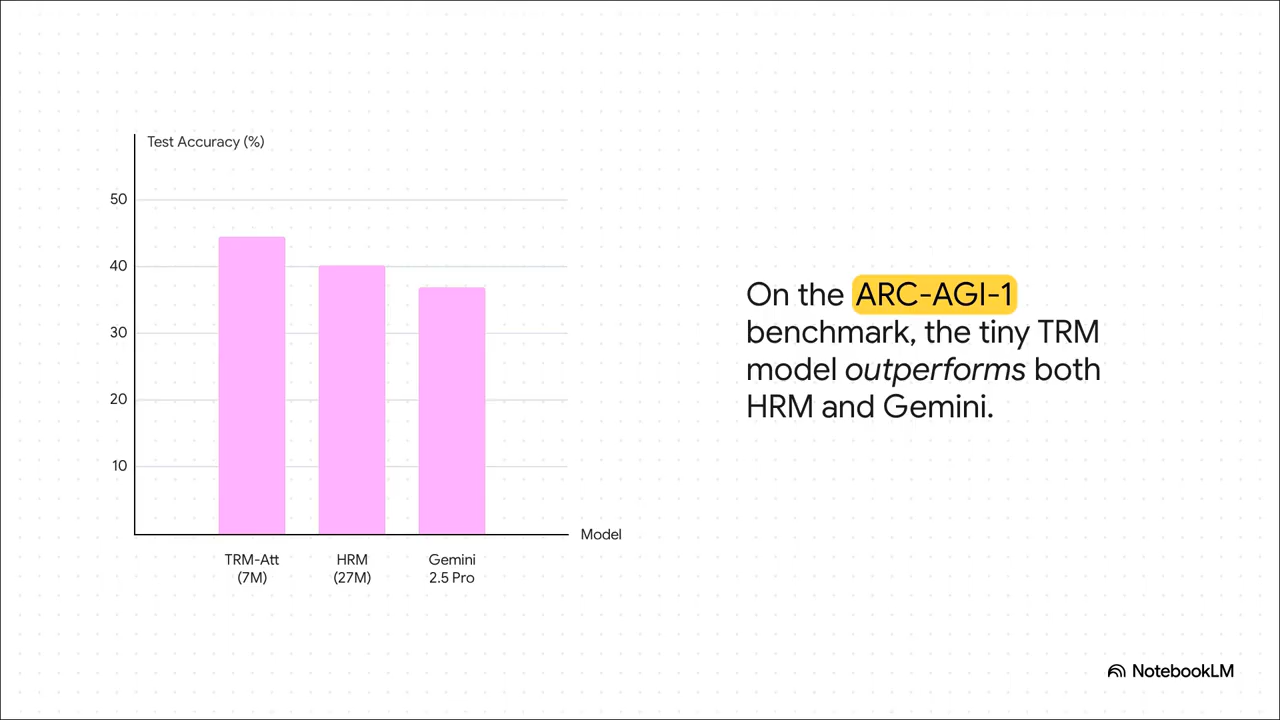 Test Accuracy (%)
50
40
30
20
10
Model
TRM-Att
(7M)
HRM
(27M)
Gemini
2.5 Pro
On the ARC-AGI-1
benchmark, the tiny TRM
model outperforms both
HRM and Gemini.
NotebookLM